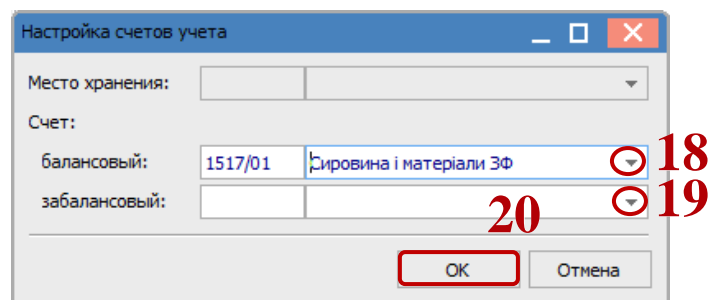 Настройка счетов учета
Место хранения:
Счет:
балансовый: 1517/01 Сировина і матеріали ЗФ 18
забалансовый: 19
20
ОК Отмена